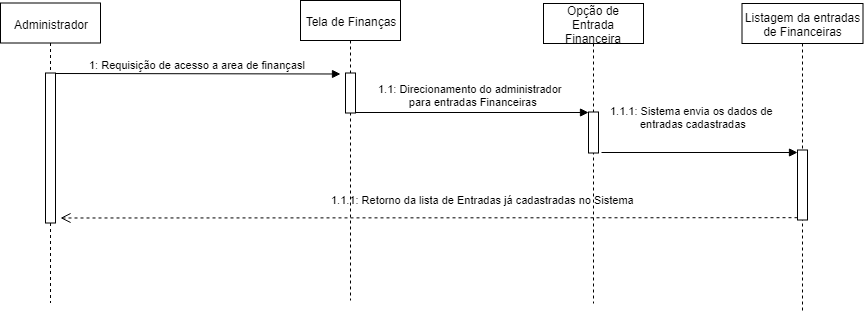 Administrador
Tela de Finanças
Opção de
Entrada
Financeira
Listagem da entradas
de Financeiras
1: Requisição de acesso a area de finançasl
1.1: Direcionamento do administrador
para entradas Financeiras
1.1.1: Sistema envia os dados de
entradas cadastradas
1.1.1: Retorno da lista de Entradas já cadastradas no Sistema